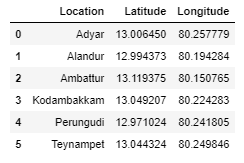 Location Latitude Longitude
0 Adyar 13.006450 80.257779
1 Alandur 12.994373 80.194284
2 Ambattur 13.119375 80.150765
3 Kodambakkam 13.049207 80.224283
4 Perungudi 12.971024 80.241805
5 Teynampet 13.044324 80.249846